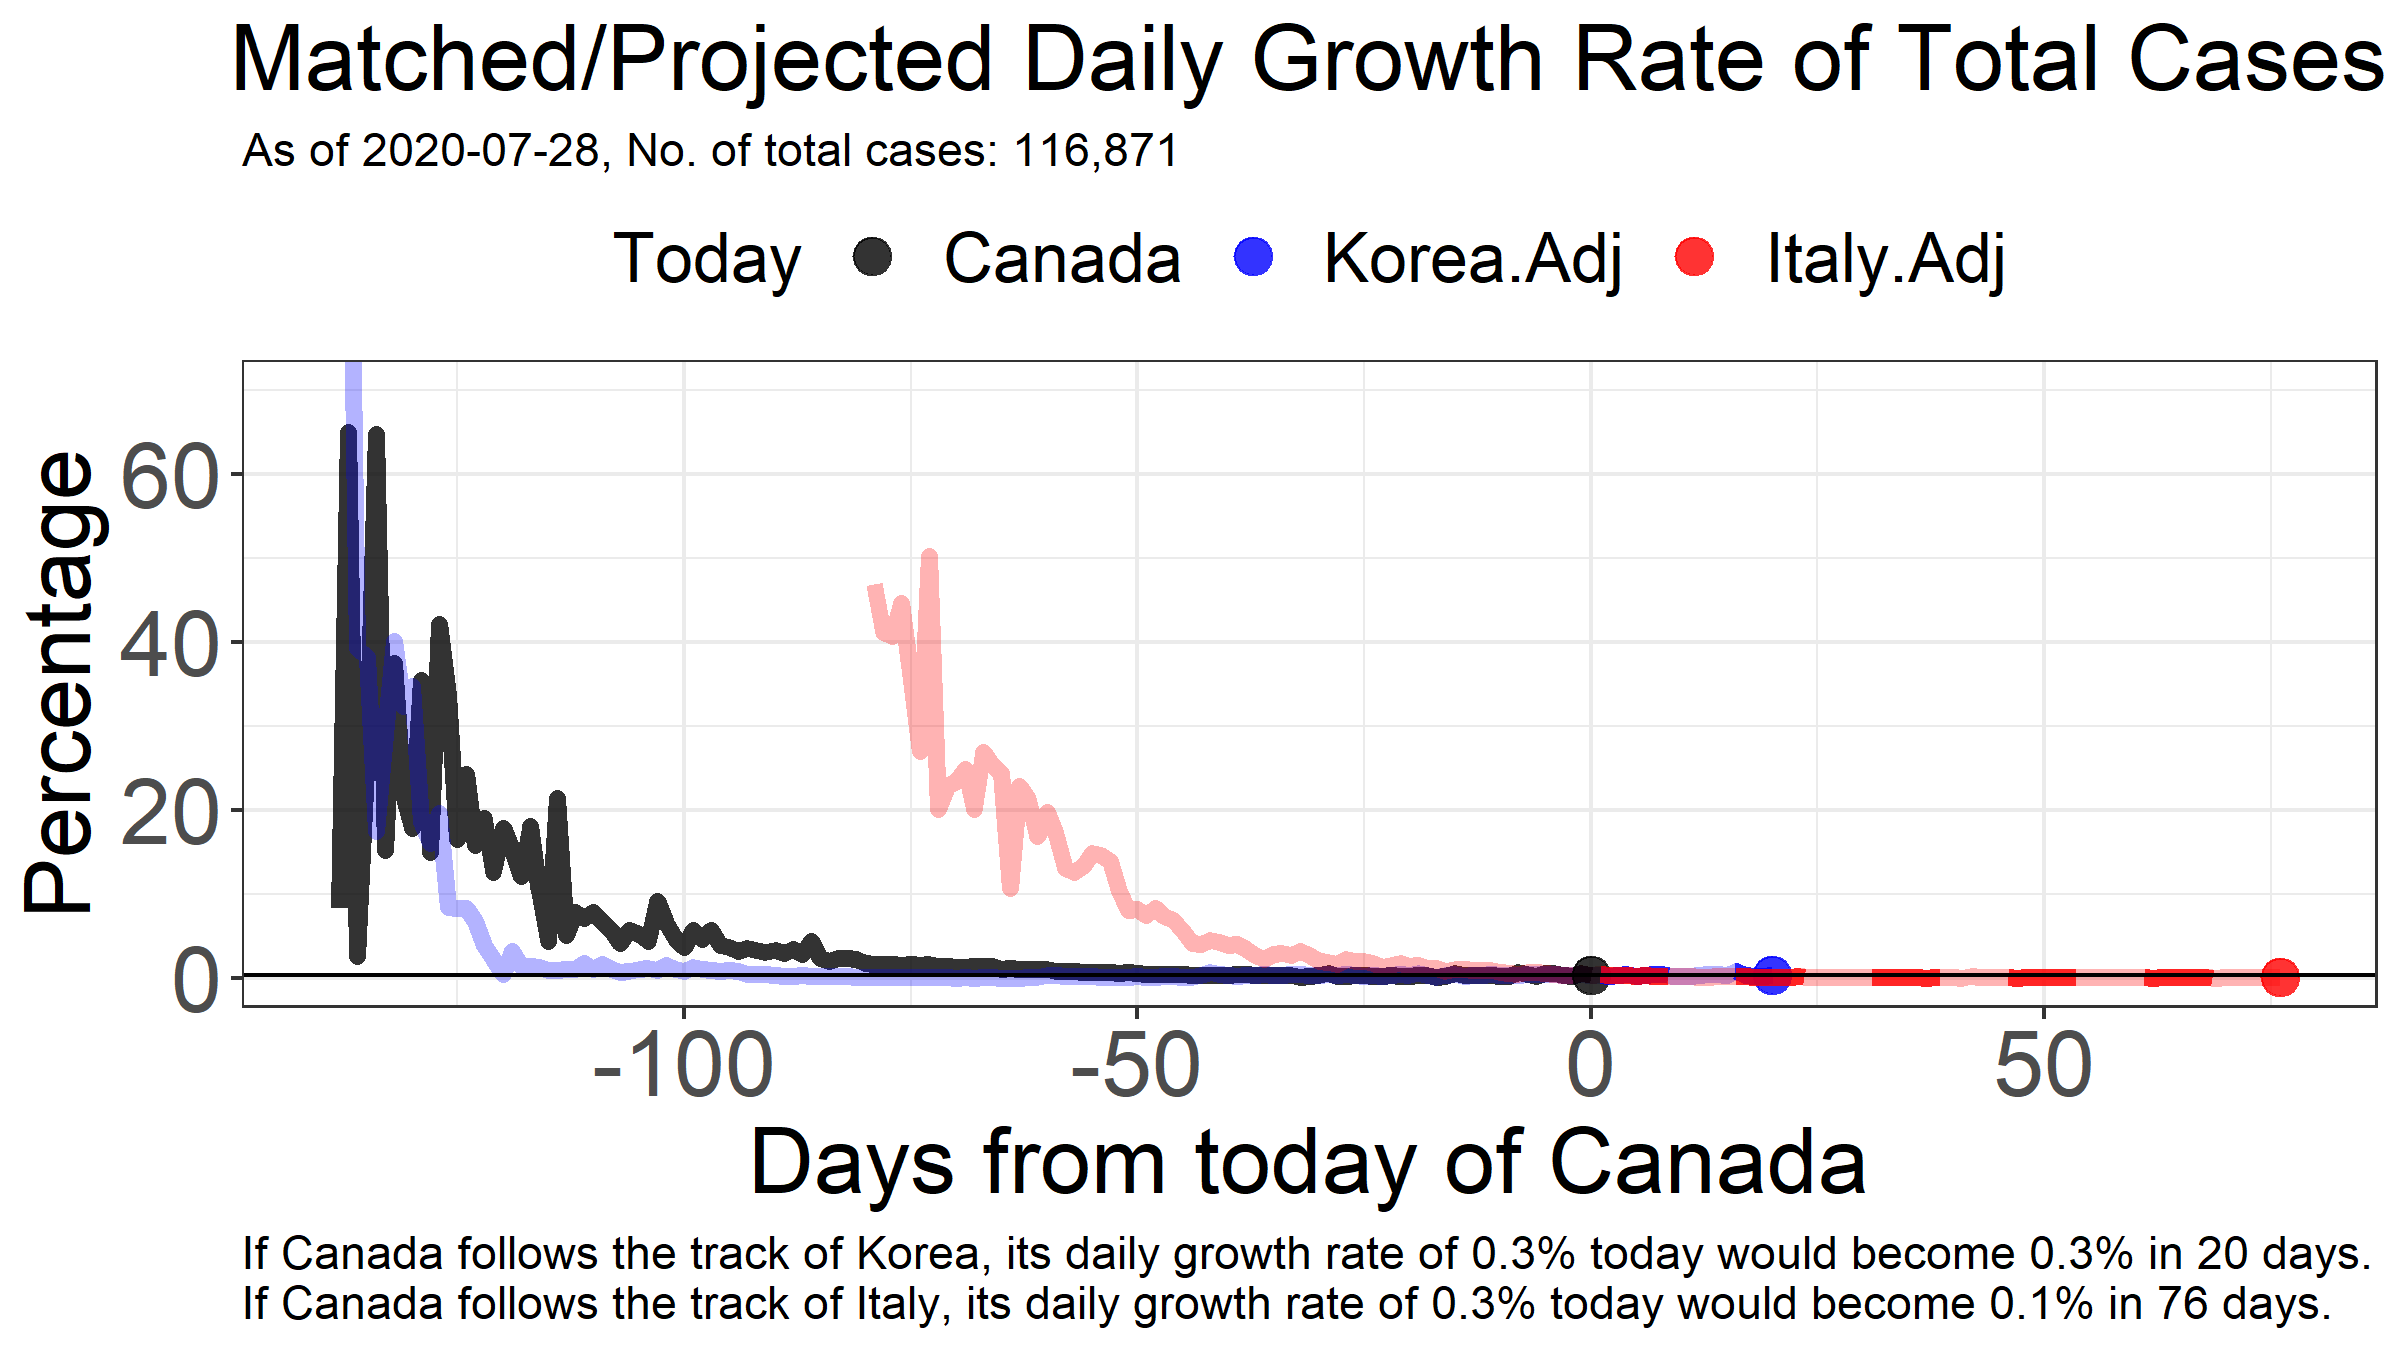 Matched/Projected Daily Growth Rate of Total Cases
As of 2020-07-28, No. of total cases: 116,871
Today Canada Korea.Adj Italy.Adj
Percentage
60
40
20
0
-100 -50 0 50
Days from today of Canada
If Canada follows the track of Korea, its daily growth rate of 0.3% today would become 0.3% in 20 days.
If Canada follows the track of Italy, its daily growth rate of 0.3% today would become 0.1% in 76 days.